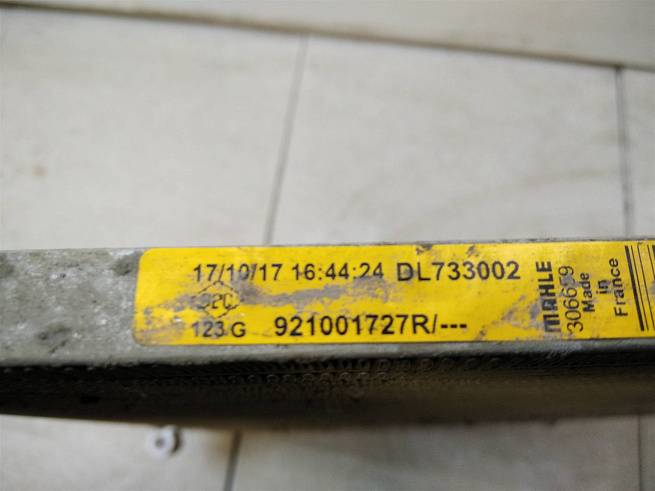 17/10/17 16:44:24 DL733002
123 G 921001727R/---
MAHLE
Made
in
France